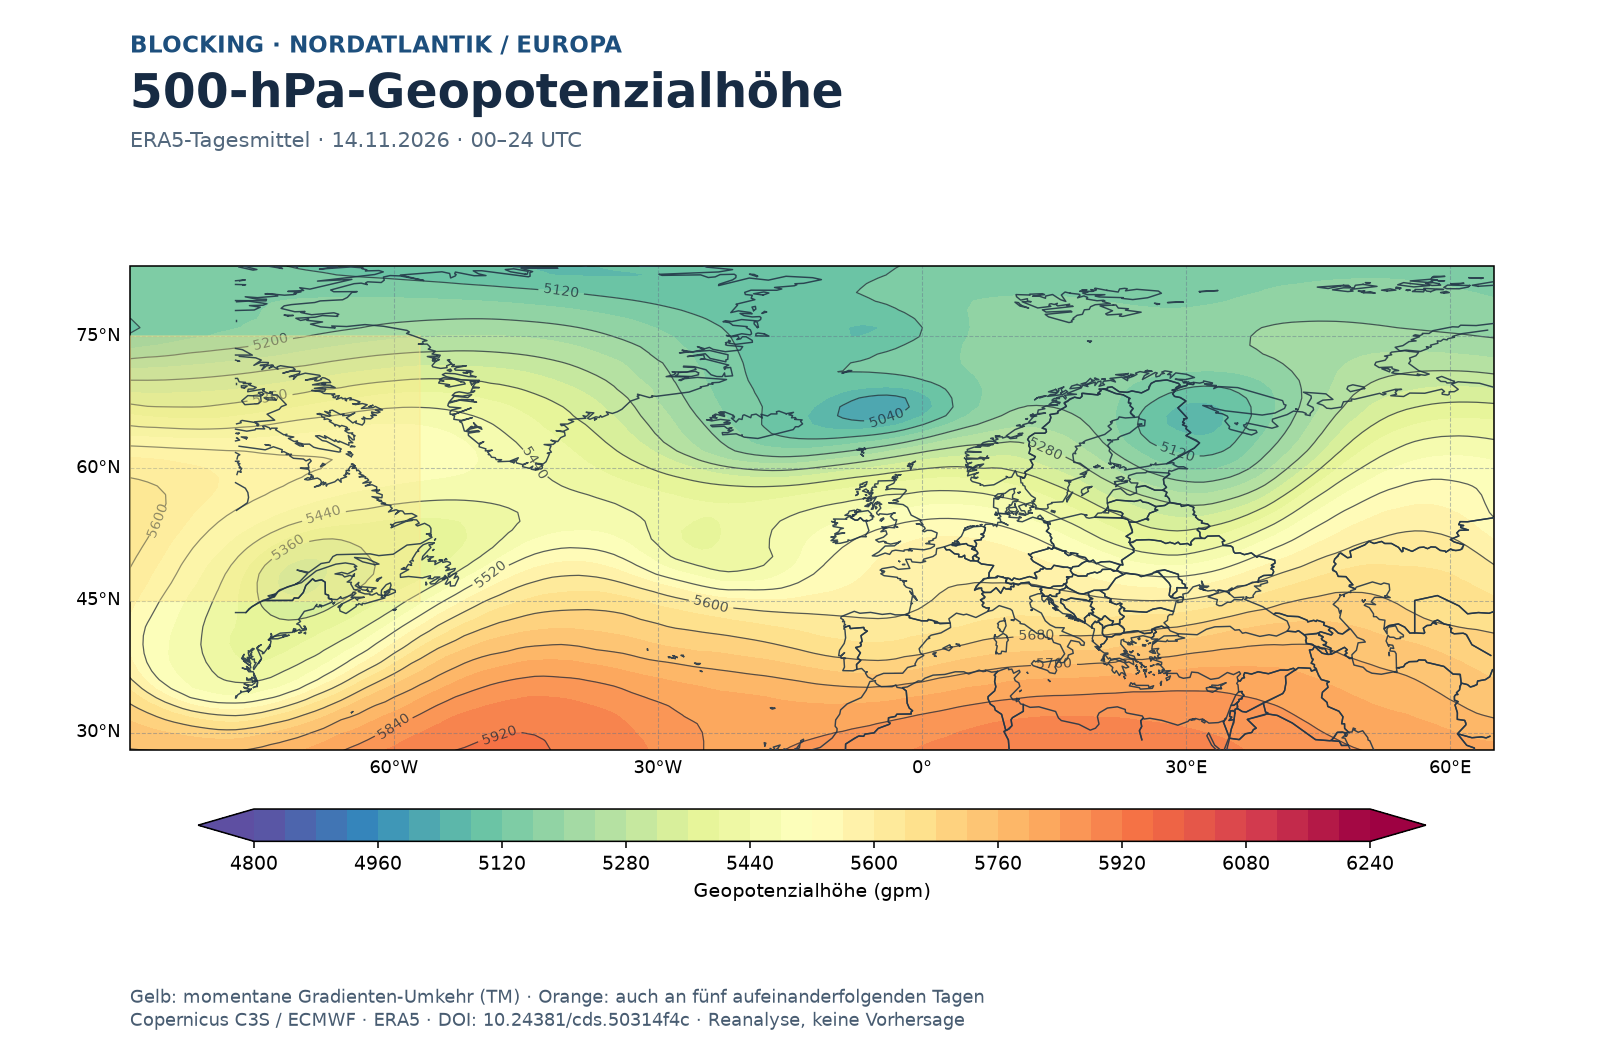 BLOCKING · NORDATLANTIK / EUROPA
500-hPa-Geopotenzialhöhe
ERA5-Tagesmittel · 14.11.2026 · 00–24 UTC
5120
5200
75°N
5040
5280
5120
60°N
5440
5600
5360
5520
5600
45°N
5680
5760
5840
5920
30°N
60°W 30°W 0° 30°E 60°E
4800 4960 5120 5280 5440 5600 5760 5920 6080 6240
Geopotenzialhöhe (gpm)
Gelb: momentane Gradienten-Umkehr (TM) · Orange: auch an fünf aufeinanderfolgenden Tagen
Copernicus C3S / ECMWF · ERA5 · DOI: 10.24381/cds.50314f4c · Reanalyse, keine Vorhersage